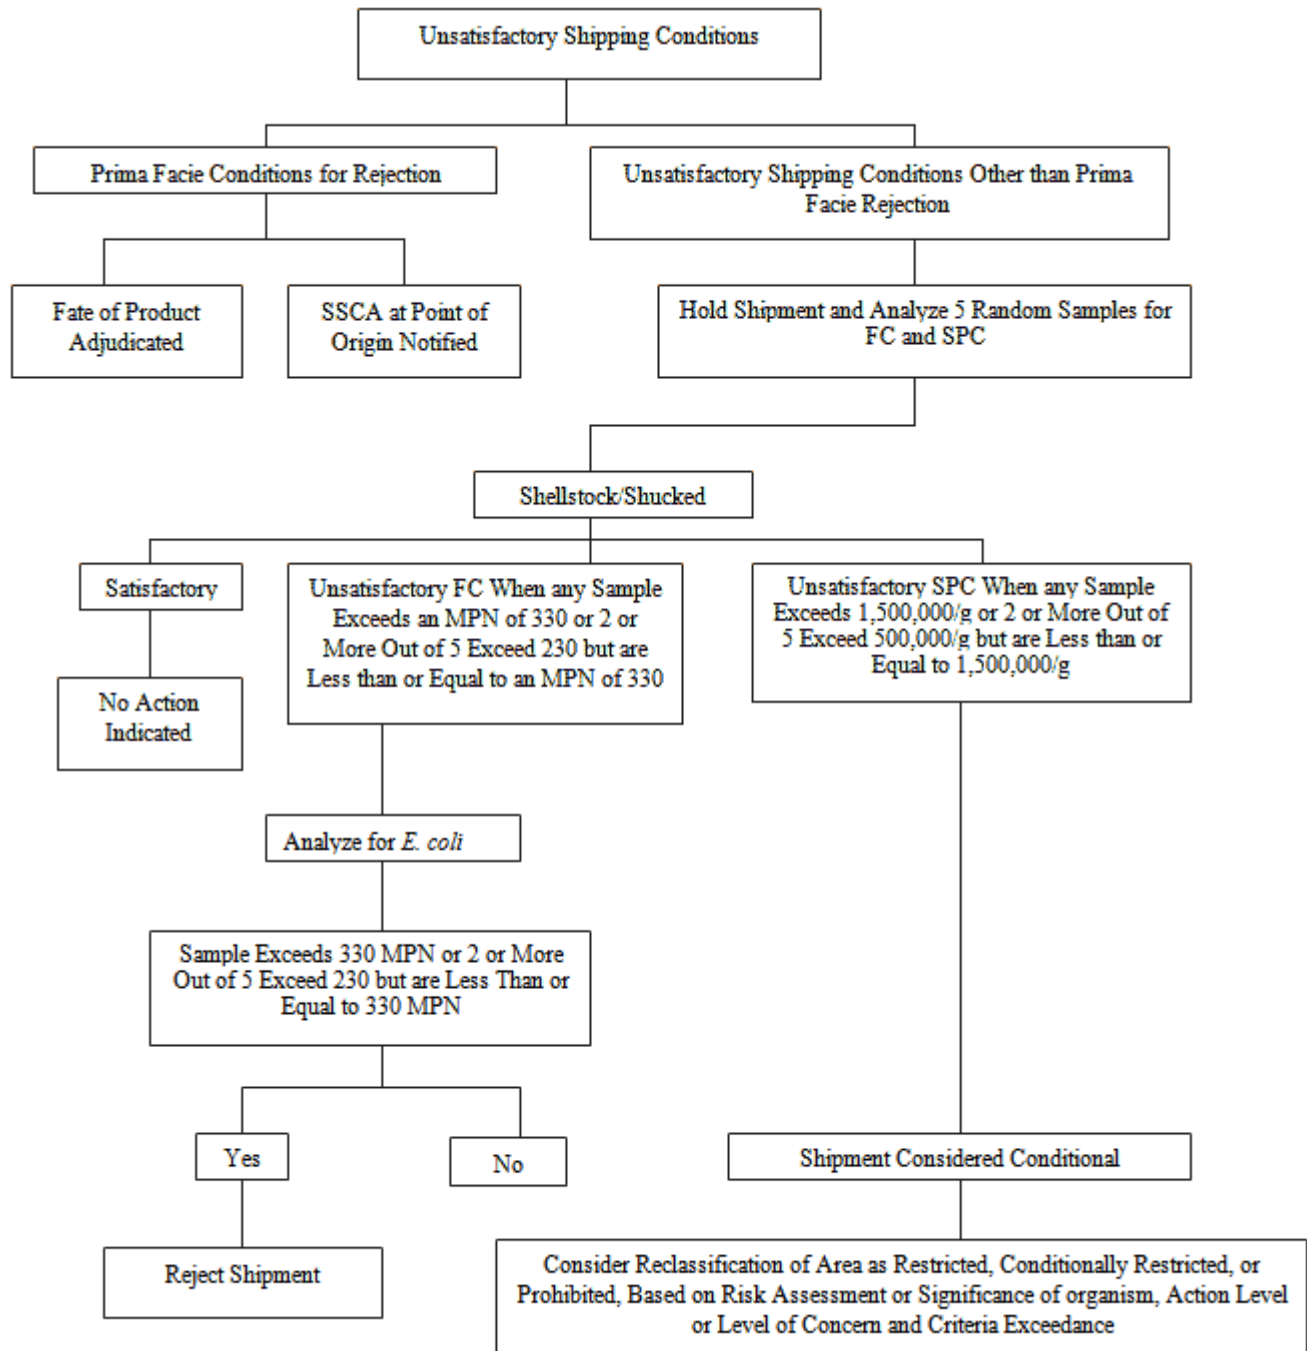 Unsatisfactory Shipping Conditions
Prima Facie Conditions for Rejection
Unsatisfactory Shipping Conditions Other than Prima
Facie Rejection
Fate of Product
Adjudicated
SSCA at Point of
Origin Notified
Hold Shipment and Analyze 5 Random Samples for
FC and SPC
Shellstock/Shucked
Satisfactory
Unsatisfactory FC When any Sample
Exceeds an MPN of 330 or 2 or
More Out of 5 Exceed 230 but are
Less than or Equal to an MPN of 330
Unsatisfactory SPC When any Sample
Exceeds 1,500,000/g or 2 or More Out of
5 Exceed 500,000/g but are Less than or
Equal to 1,500,000/g
No Action
Indicated
Analyze for E. coli
Sample Exceeds 330 MPN or 2 or More
Out of 5 Exceed 230 but are Less Than or
Equal to 330 MPN
Yes
No
Shipment Considered Conditional
Reject Shipment
Consider Reclassification of Area as Restricted, Conditionally Restricted, or
Prohibited, Based on Risk Assessment or Significance of organism, Action Level
or Level of Concern and Criteria Exceedance